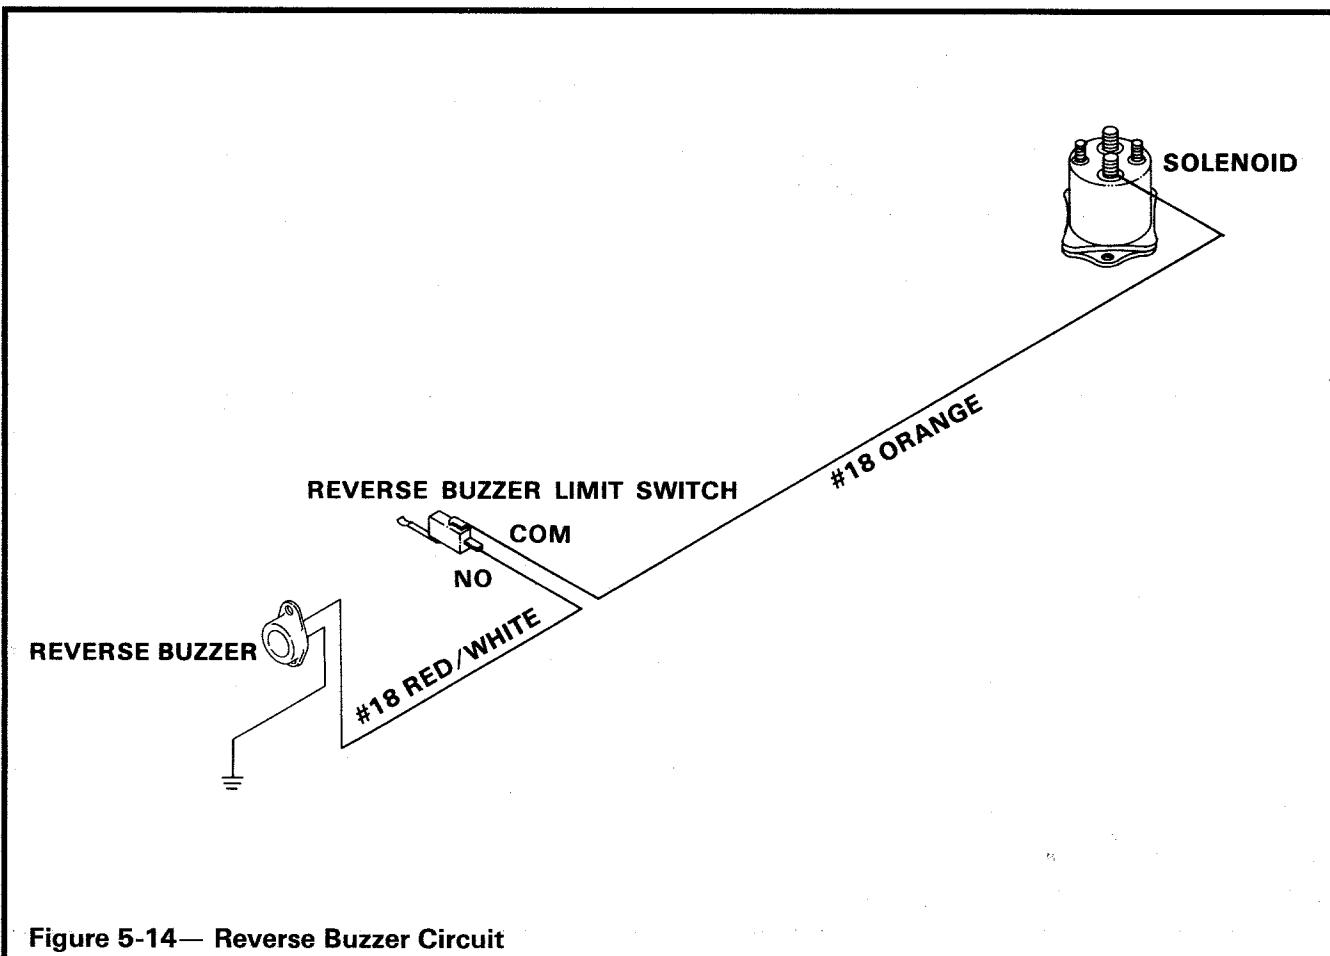 SOLENOID
#18 ORANGE
REVERSE BUZZER LIMIT SWITCH
COM
NO
REVERSE BUZZER
#18 RED/WHITE
Figure 5-14— Reverse Buzzer Circuit